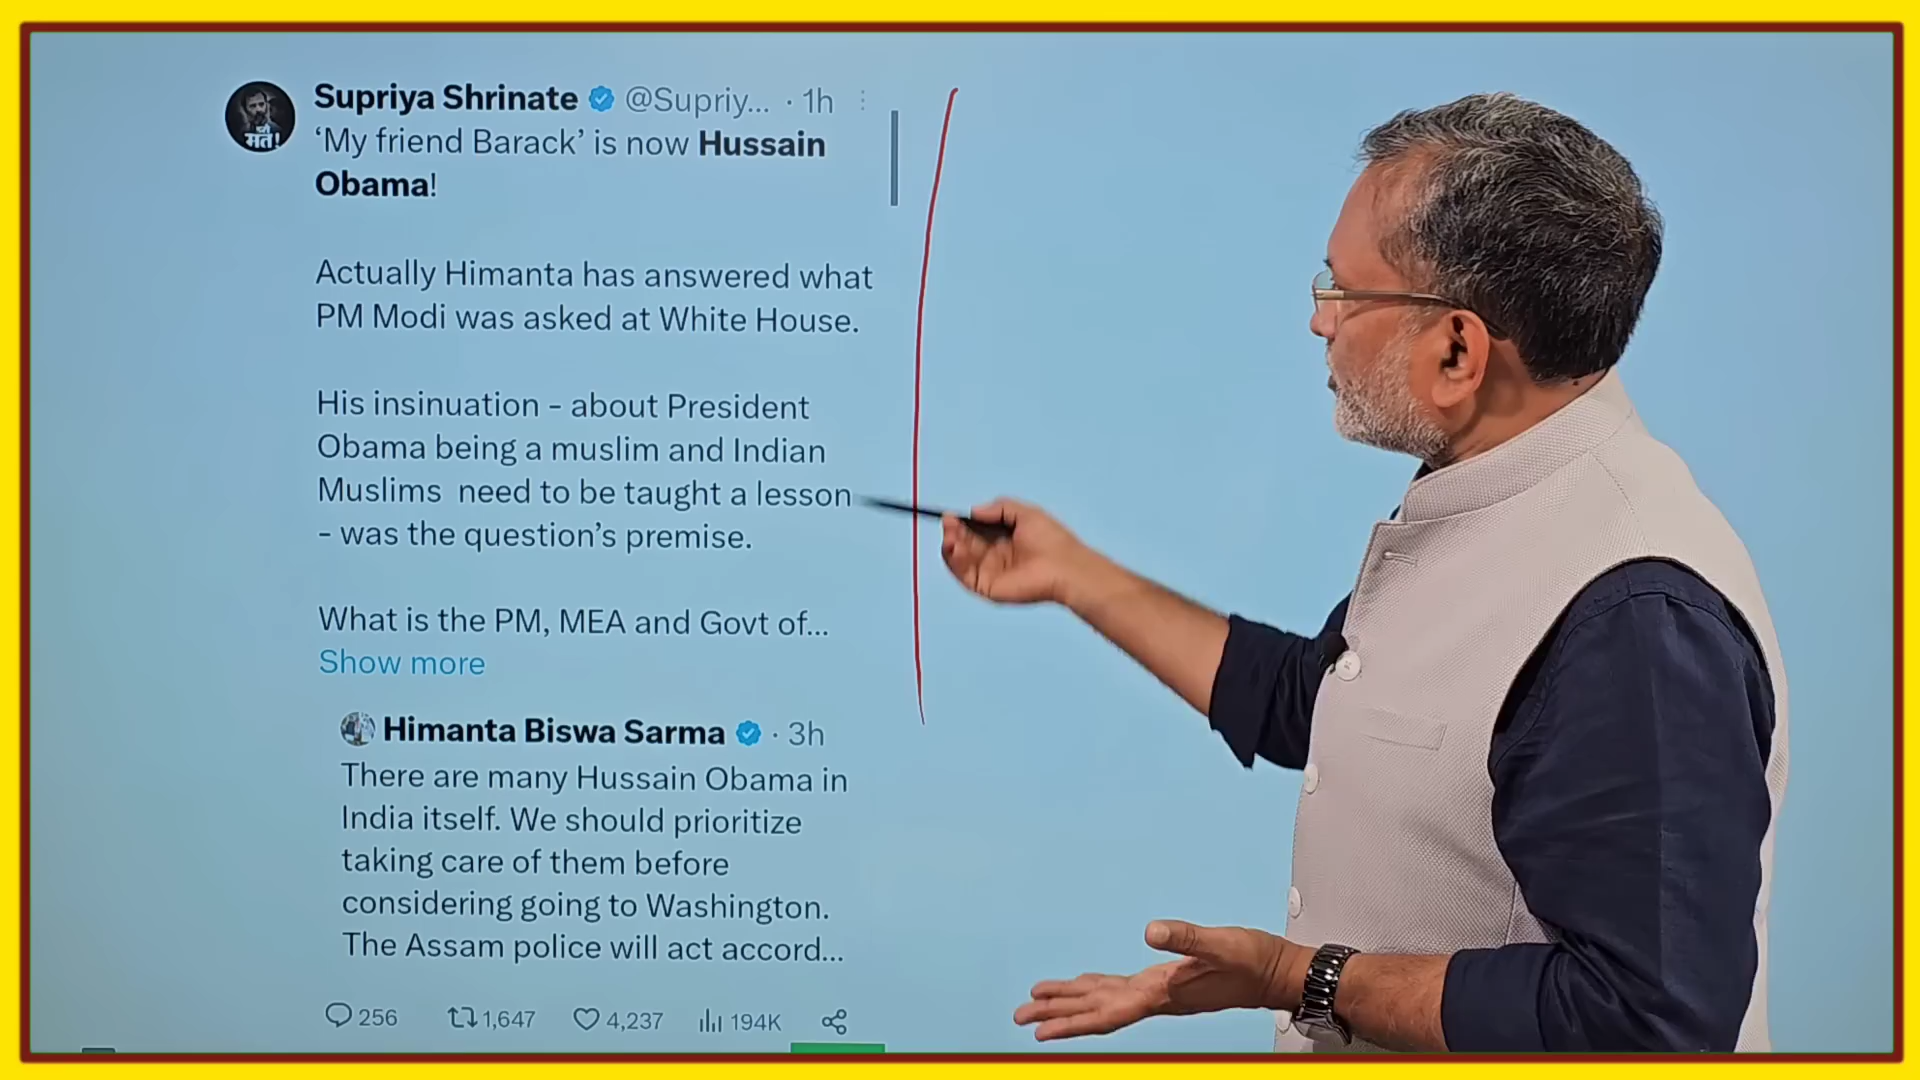 Supriya Shrinate @Supriy... · 1h
‘My friend Barack’ is now Hussain
Obama!
Actually Himanta has answered what
PM Modi was asked at White House.
His insinuation - about President
Obama being a muslim and Indian
Muslims need to be taught a lesson
- was the question’s premise.
What is the PM, MEA and Govt of...
Show more
Himanta Biswa Sarma · 3h
There are many Hussain Obama in
India itself. We should prioritize
taking care of them before
considering going to Washington.
The Assam police will act accord...
256 1,647 4,237 194K